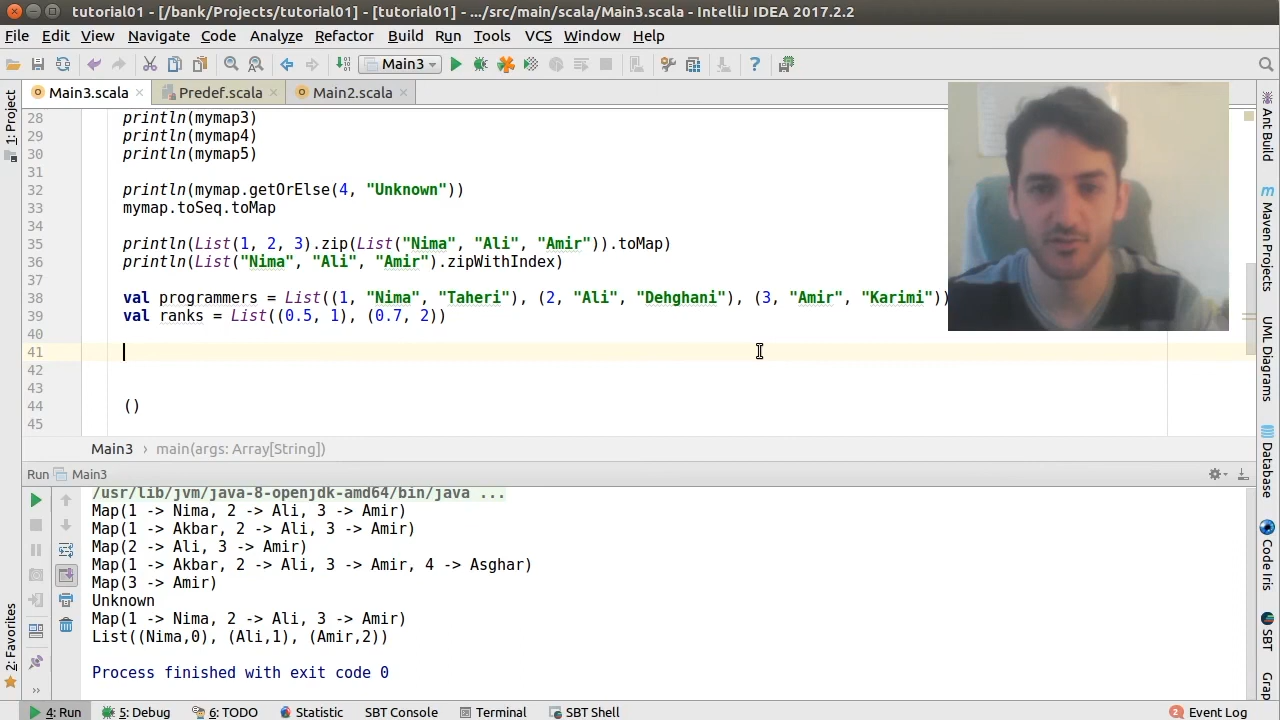 tutorial01 - [/bank/Projects/tutorial01] - [tutorial01] - .../src/main/scala/Main3.scala - IntelliJ IDEA 2017.2.2
File Edit View Navigate Code Analyze Refactor Build Run Tools VCS Window Help
Main3
Main3.scala Predef.scala Main2.scala
28 println(mymap3)
29 println(mymap4)
30 println(mymap5)
31
32 println(mymap.getOrElse(4, "Unknown"))
33 mymap.toSeq.toMap
34
35 println(List(1, 2, 3).zip(List("Nima", "Ali", "Amir")).toMap)
36 println(List("Nima", "Ali", "Amir").zipWithIndex)
37
38 val programmers = List((1, "Nima", "Taheri"), (2, "Ali", "Dehghani"), (3, "Amir", "Karimi"))
39 val ranks = List((0.5, 1), (0.7, 2))
40
41
42
43
44 ()
45
Main3 › main(args: Array[String])
Run Main3
/usr/lib/jvm/java-8-openjdk-amd64/bin/java ...
Map(1 -> Nima, 2 -> Ali, 3 -> Amir)
Map(1 -> Akbar, 2 -> Ali, 3 -> Amir)
Map(2 -> Ali, 3 -> Amir)
Map(1 -> Akbar, 2 -> Ali, 3 -> Amir, 4 -> Asghar)
Map(3 -> Amir)
Unknown
Map(1 -> Nima, 2 -> Ali, 3 -> Amir)
List((Nima,0), (Ali,1), (Amir,2))
Process finished with exit code 0
4: Run 5: Debug 6: TODO Statistic SBT Console Terminal SBT Shell 2 Event Log
1: Project
2: Favorites
Ant Build
Maven Projects
UML Diagrams
Database
Code Iris
SBT